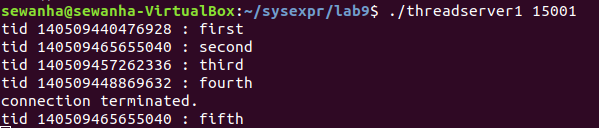 sewanha@sewanha-VirtualBox:~/sysexpr/lab9$ ./threadserver1 15001
tid 140509440476928 : first
tid 140509465655040 : second
tid 140509457262336 : third
tid 140509448869632 : fourth
connection terminated.
tid 140509465655040 : fifth